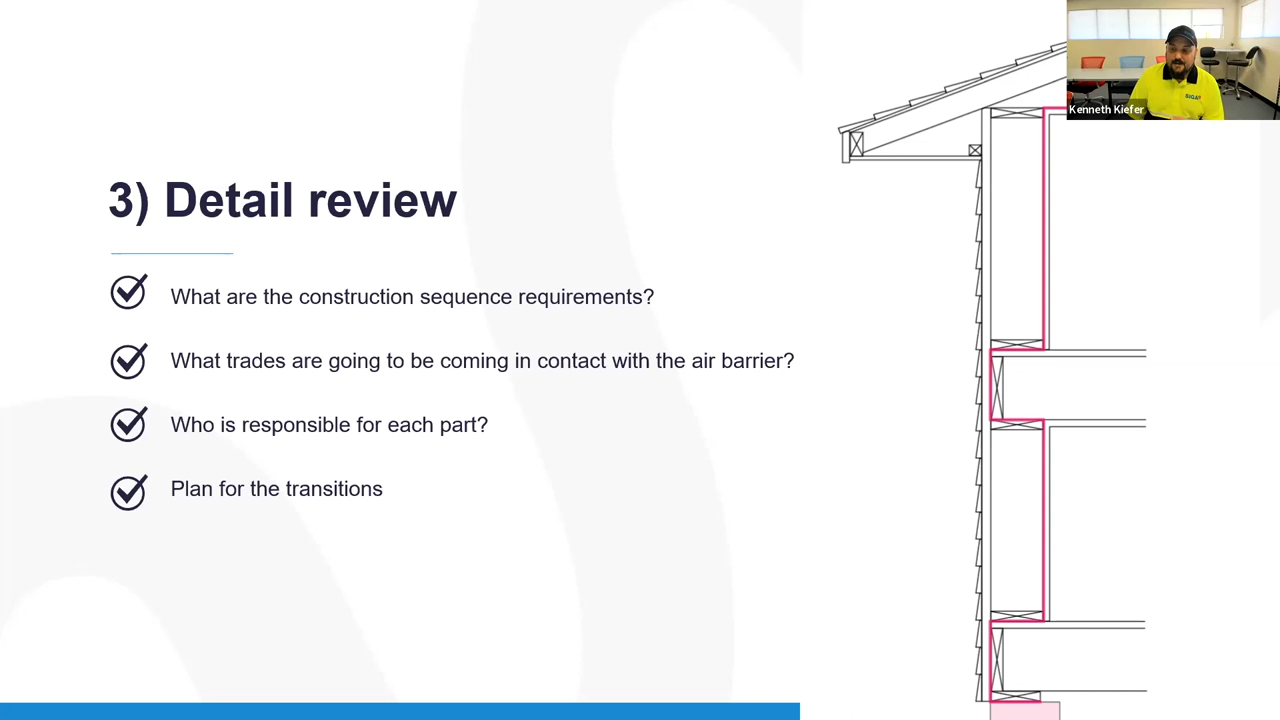 3) Detail review
What are the construction sequence requirements?
What trades are going to be coming in contact with the air barrier?
Who is responsible for each part?
Plan for the transitions
SIGA
Kenneth Kiefer